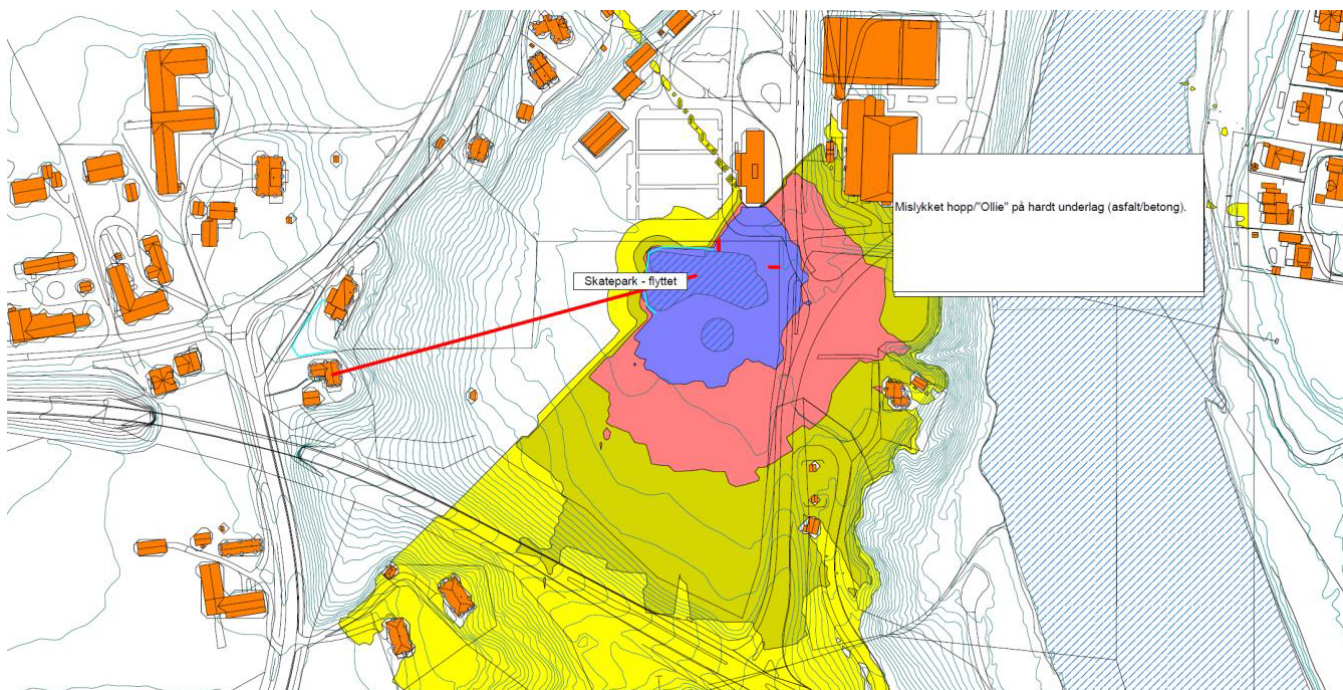 Mislykket hopp/"Ollie" på hardt underlag (asfalt/betong).
Skatepark - flyttet